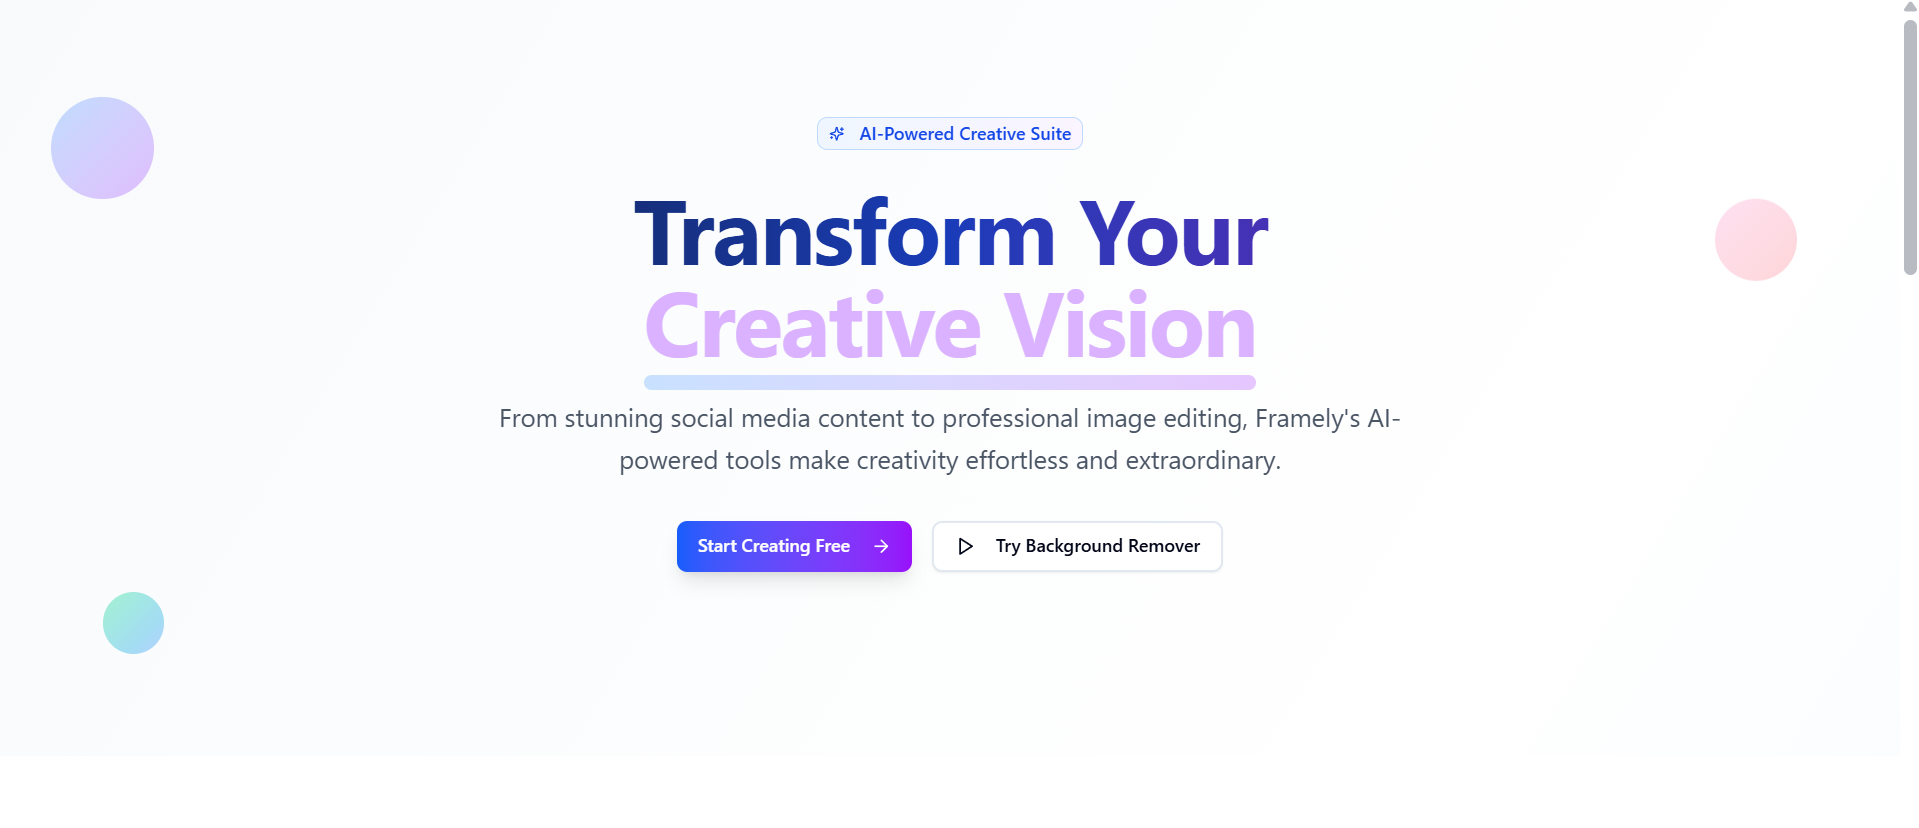 AI-Powered Creative Suite
Transform Your
Creative Vision
From stunning social media content to professional image editing, Framely's AI-
powered tools make creativity effortless and extraordinary.
Start Creating Free
Try Background Remover